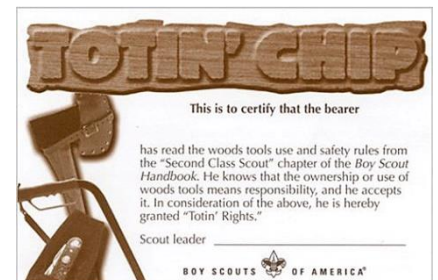 TOTIN' CHIP
This is to certify that the bearer
has read the woods tools use and safety rules from
the "Second Class Scout" chapter of the Boy Scout
Handbook. He knows that the ownership or use of
woods tools means responsibility, and he accepts
it. In consideration of the above, he is hereby
granted "Totin' Rights."
Scout leader
BOY SCOUTS OF AMERICA®